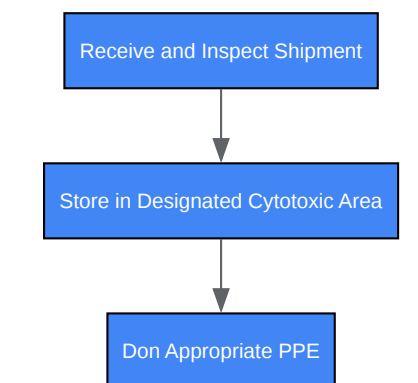 Receive and Inspect Shipment
Store in Designated Cytotoxic Area
Don Appropriate PPE